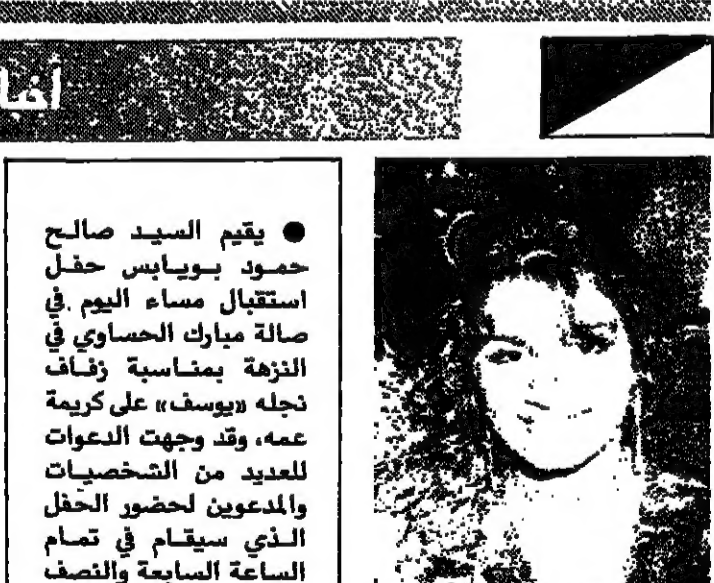 أخبا
● يقيم السيد صالح
حمود بويابس حفل
استقبال مساء اليوم في
صالة مبارك الحساوي في
النزهة بمناسبة زفاف
نجله «يوسف» على كريمة
عمه، وقد وجهت الدعوات
للعديد من الشخصيات
والمدعوين لحضور الحفل
الذي سيقام في تمام
الساعة السابعة والنصف